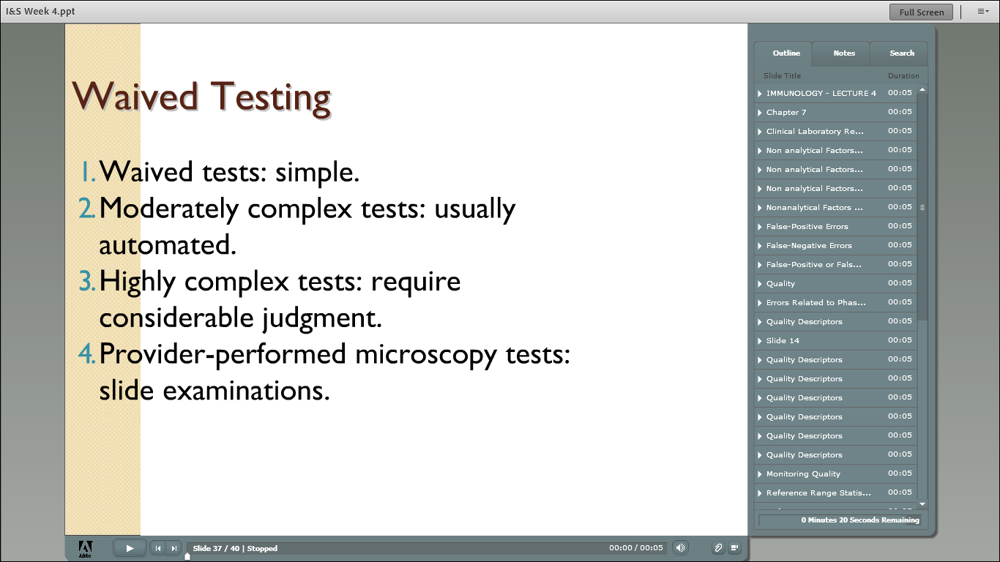 I&S Week 4.ppt
Full Screen
Waived Testing
1. Waived tests: simple.
2. Moderately complex tests: usually
automated.
3. Highly complex tests: require
considerable judgment.
4. Provider-performed microscopy tests:
slide examinations.
Outline Notes Search
Slide Title Duration
IMMUNOLOGY - LECTURE 4 00:05
Chapter 7 00:05
Clinical Laboratory Re... 00:05
Non analytical Factors... 00:05
Non analytical Factors... 00:05
Non analytical Factors... 00:05
Nonanalytical Factors ... 00:05
False-Positive Errors 00:05
False-Negative Errors 00:05
False-Positive or Fals... 00:05
Quality 00:05
Errors Related to Phas... 00:05
Quality Descriptors 00:05
Slide 14 00:05
Quality Descriptors 00:05
Quality Descriptors 00:05
Quality Descriptors 00:05
Quality Descriptors 00:05
Quality Descriptors 00:05
Quality Descriptors 00:05
Monitoring Quality 00:05
Reference Range Statis... 00:05
0 Minutes 20 Seconds Remaining
Adobe
Slide 37 / 40 | Stopped 00:00 / 00:05